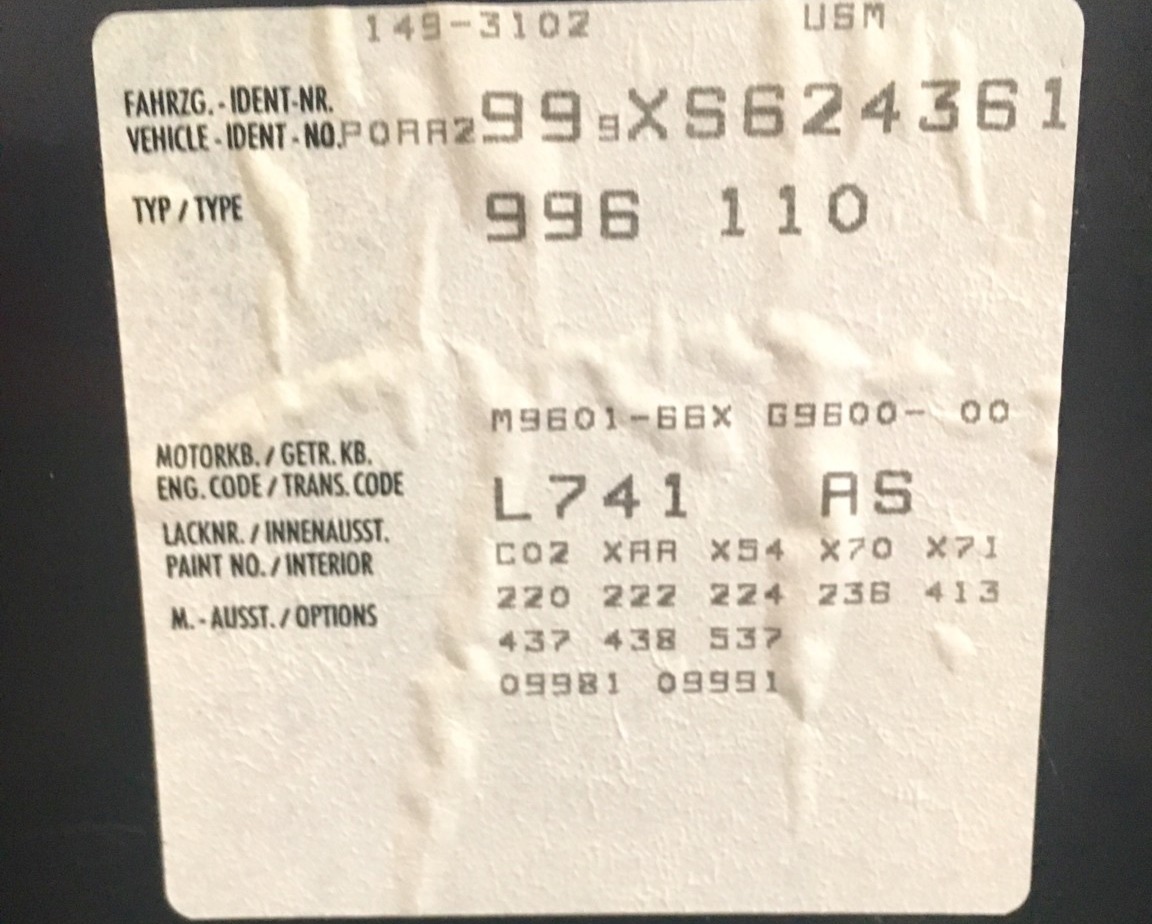 149-3102 USM
FAHRZG. - IDENT-NR.
VEHICLE - IDENT - NO. P0AA299 9XS624361
TYP / TYPE 996 110
M9601-66X G9600- 00
MOTORKB. / GETR. KB.
ENG. CODE / TRANS. CODE L741 AS
LACKNR. / INNENAUSST. C02 XAA X54 X70 X71
PAINT NO. / INTERIOR 220 222 224 236 413
M. - AUSST. / OPTIONS 437 438 537
09981 09991